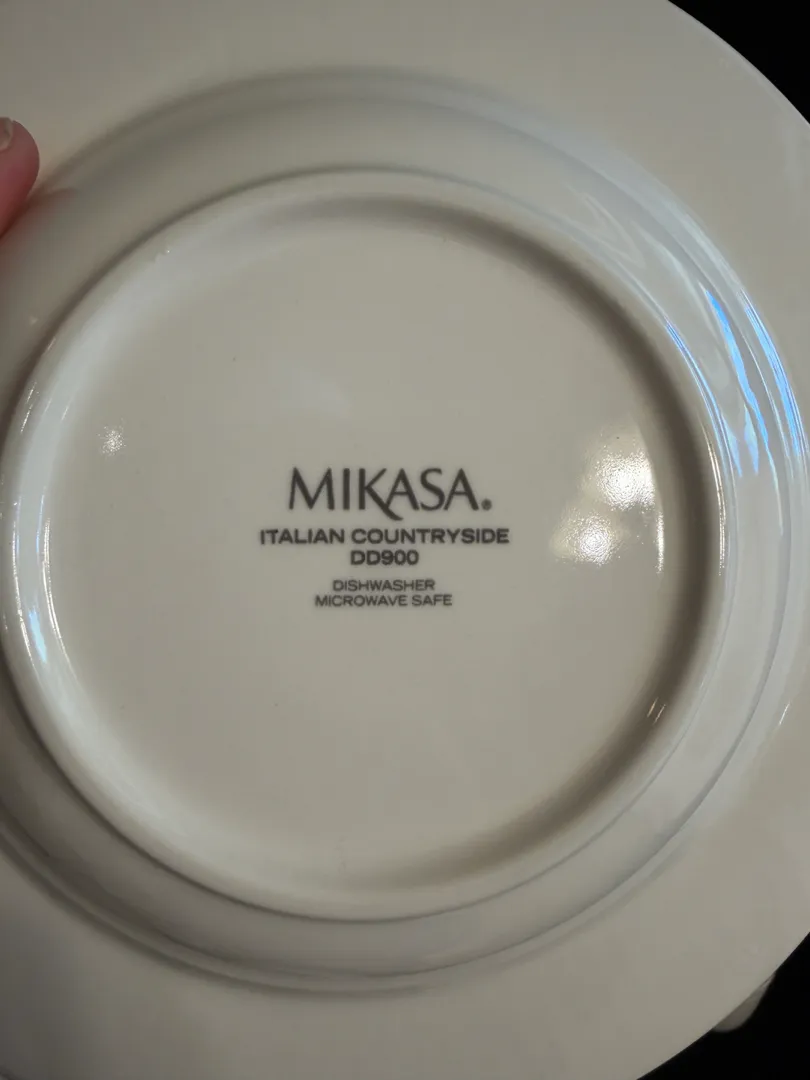 MIKASA®
ITALIAN COUNTRYSIDE
DD900
DISHWASHER
MICROWAVE SAFE